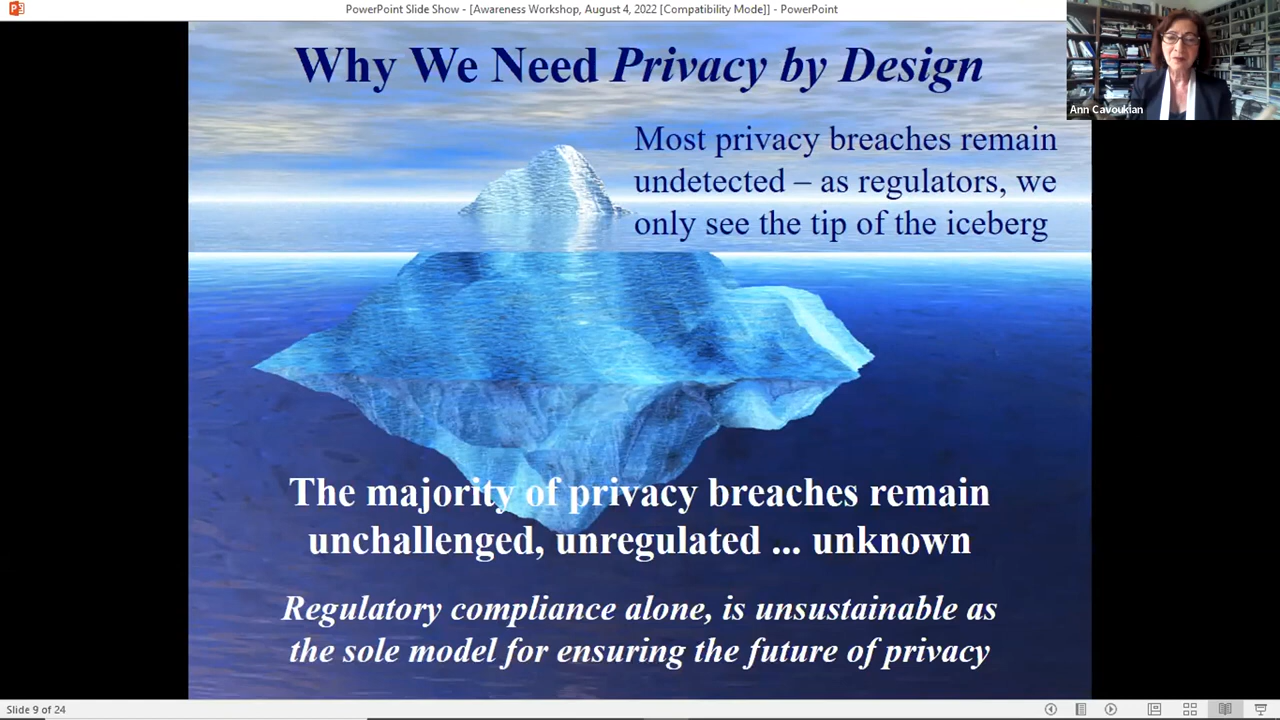 PowerPoint Slide Show - [Awareness Workshop, August 4, 2022 [Compatibility Mode]] - PowerPoint
Ann Cavoukian
Why We Need Privacy by Design
Most privacy breaches remain
undetected – as regulators, we
only see the tip of the iceberg
The majority of privacy breaches remain
unchallenged, unregulated ... unknown
Regulatory compliance alone, is unsustainable as
the sole model for ensuring the future of privacy
Slide 9 of 24